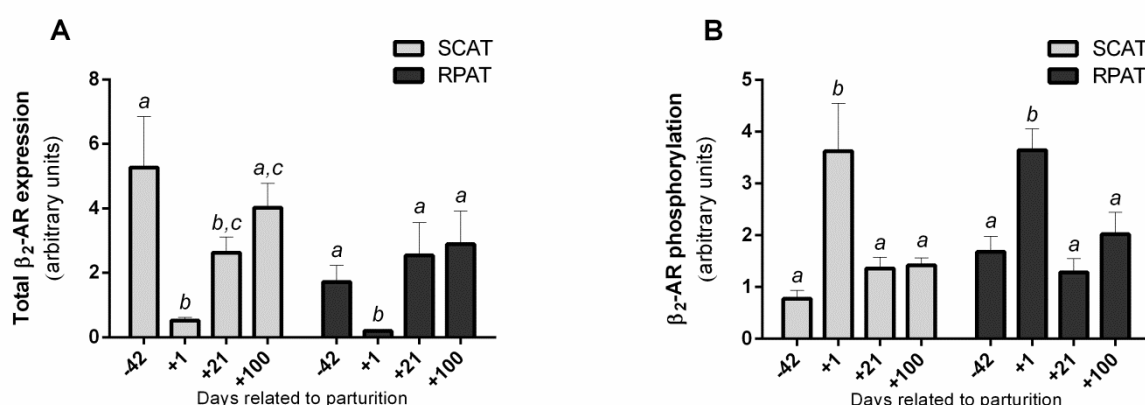 A
SCAT
RPAT
Total β₂-AR expression
(arbitrary units)
8
6
4
2
0
a
b
b,c
a,c
a
b
a
a
-42
+1
+21
+100
-42
+1
+21
+100
Days related to parturition
B
SCAT
RPAT
β₂-AR phosphorylation
(arbitrary units)
5
4
3
2
1
0
a
b
a
a
a
b
a
a
-42
+1
+21
+100
-42
+1
+21
+100
Days related to parturition